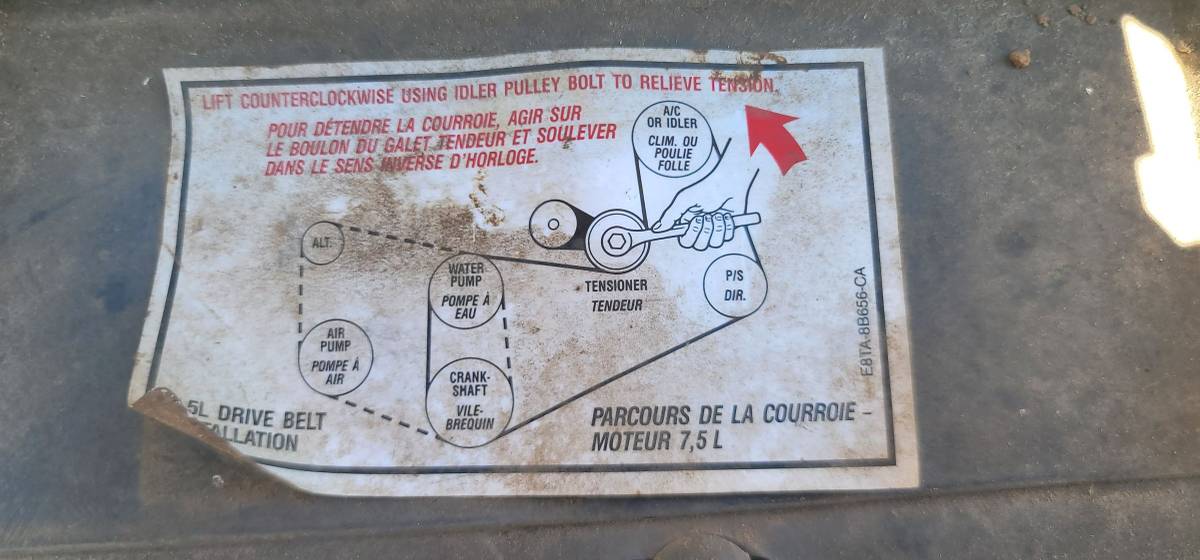 LIFT COUNTERCLOCKWISE USING IDLER PULLEY BOLT TO RELIEVE TENSION.
POUR DÉTENDRE LA COURROIE, AGIR SUR
LE BOULON DU GALET TENDEUR ET SOULEVER
DANS LE SENS INVERSE D'HORLOGE.
A/C
OR IDLER
CLIM. OU
POULIE
FOLLE
ALT.
WATER
PUMP
POMPE À
EAU
TENSIONER
TENDEUR
P/S
DIR.
AIR
PUMP
POMPE À
AIR
CRANK-
SHAFT
VILE-
BREQUIN
5L DRIVE BELT
TALLATION
PARCOURS DE LA COURROIE -
MOTEUR 7,5 L
E8TA-8B656-CA